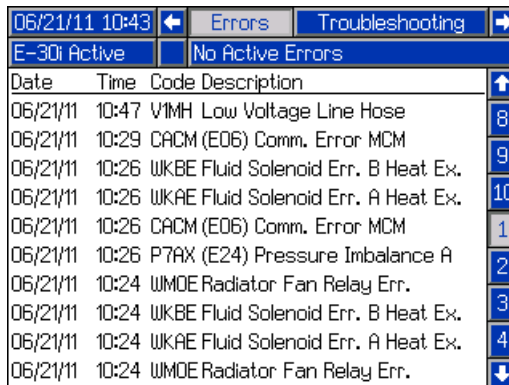 06/21/11 10:43 Errors Troubleshooting
E-30i Active No Active Errors
Date Time Code Description
06/21/11 10:47 V1MH Low Voltage Line Hose
06/21/11 10:29 CACM (E06) Comm. Error MCM
06/21/11 10:26 WKBE Fluid Solenoid Err. B Heat Ex.
06/21/11 10:26 WKAE Fluid Solenoid Err. A Heat Ex.
06/21/11 10:26 CACM (E06) Comm. Error MCM
06/21/11 10:26 P7AX (E24) Pressure Imbalance A
06/21/11 10:24 WM0E Radiator Fan Relay Err.
06/21/11 10:24 WKBE Fluid Solenoid Err. B Heat Ex.
06/21/11 10:24 WKAE Fluid Solenoid Err. A Heat Ex.
06/21/11 10:24 WM0E Radiator Fan Relay Err.
8
9
10
1
2
3
4